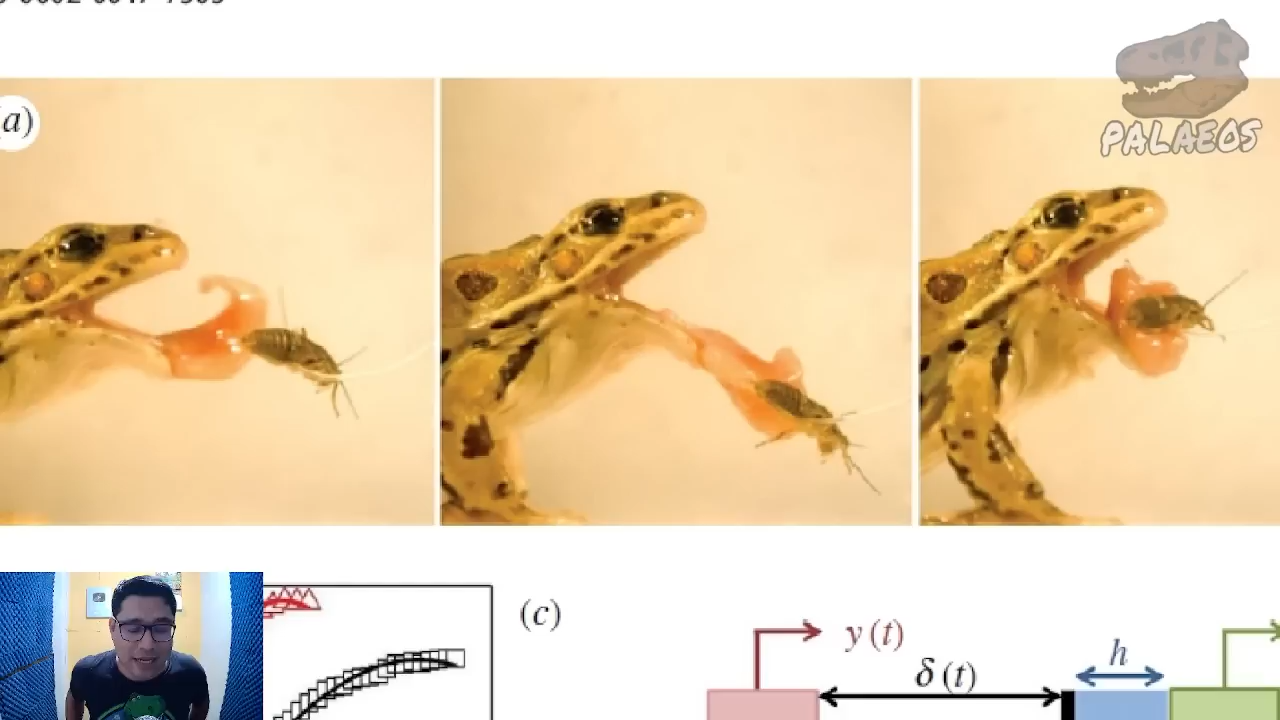 PALAEOS
(a)
(c)
y(t)
h
δ(t)